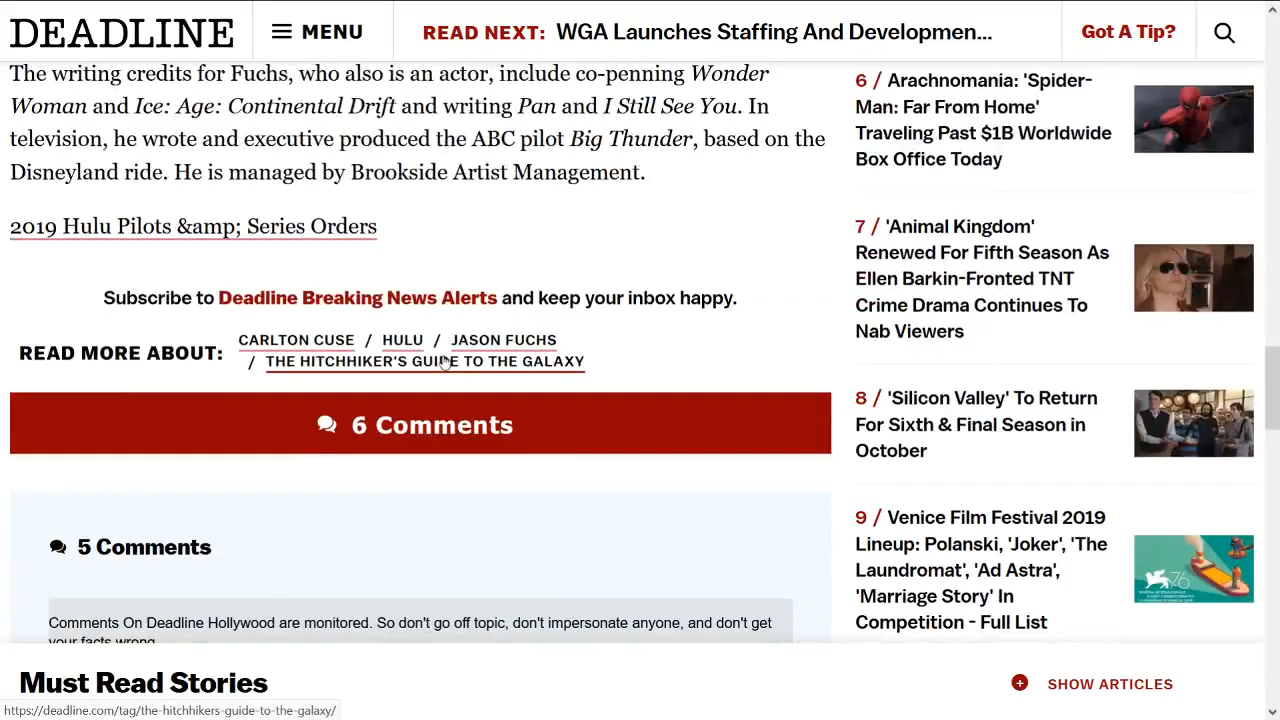 DEADLINE
MENU
READ NEXT: WGA Launches Staffing And Developmen...
Got A Tip?
The writing credits for Fuchs, who also is an actor, include co-penning Wonder
Woman and Ice: Age: Continental Drift and writing Pan and I Still See You. In
television, he wrote and executive produced the ABC pilot Big Thunder, based on the
Disneyland ride. He is managed by Brookside Artist Management.
2019 Hulu Pilots &amp; Series Orders
Subscribe to Deadline Breaking News Alerts and keep your inbox happy.
READ MORE ABOUT:
CARLTON CUSE / HULU / JASON FUCHS
/ THE HITCHHIKER'S GUIDE TO THE GALAXY
6 Comments
5 Comments
Comments On Deadline Hollywood are monitored. So don't go off topic, don't impersonate anyone, and don't get
your facts wrong.
6 / Arachnomania: 'Spider-
Man: Far From Home'
Traveling Past $1B Worldwide
Box Office Today
7 / 'Animal Kingdom'
Renewed For Fifth Season As
Ellen Barkin-Fronted TNT
Crime Drama Continues To
Nab Viewers
8 / 'Silicon Valley' To Return
For Sixth & Final Season in
October
9 / Venice Film Festival 2019
Lineup: Polanski, 'Joker', 'The
Laundromat', 'Ad Astra',
'Marriage Story' In
Competition - Full List
76
Must Read Stories
SHOW ARTICLES
https://deadline.com/tag/the-hitchhikers-guide-to-the-galaxy/